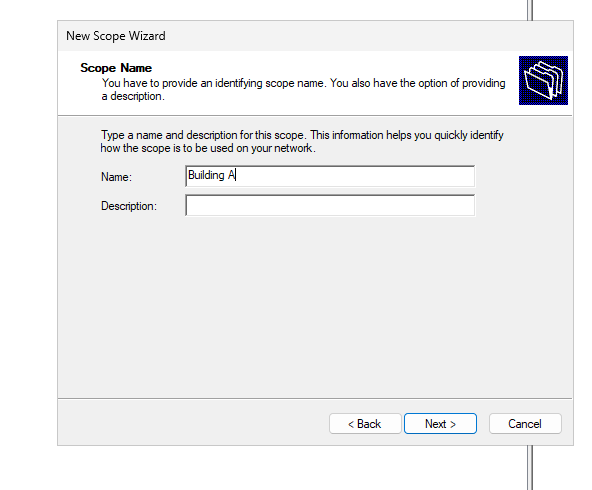 New Scope Wizard
Scope Name
You have to provide an identifying scope name. You also have the option of providing
a description.
Type a name and description for this scope. This information helps you quickly identify
how the scope is to be used on your network.
Name: Building A
Description:
< Back Next > Cancel